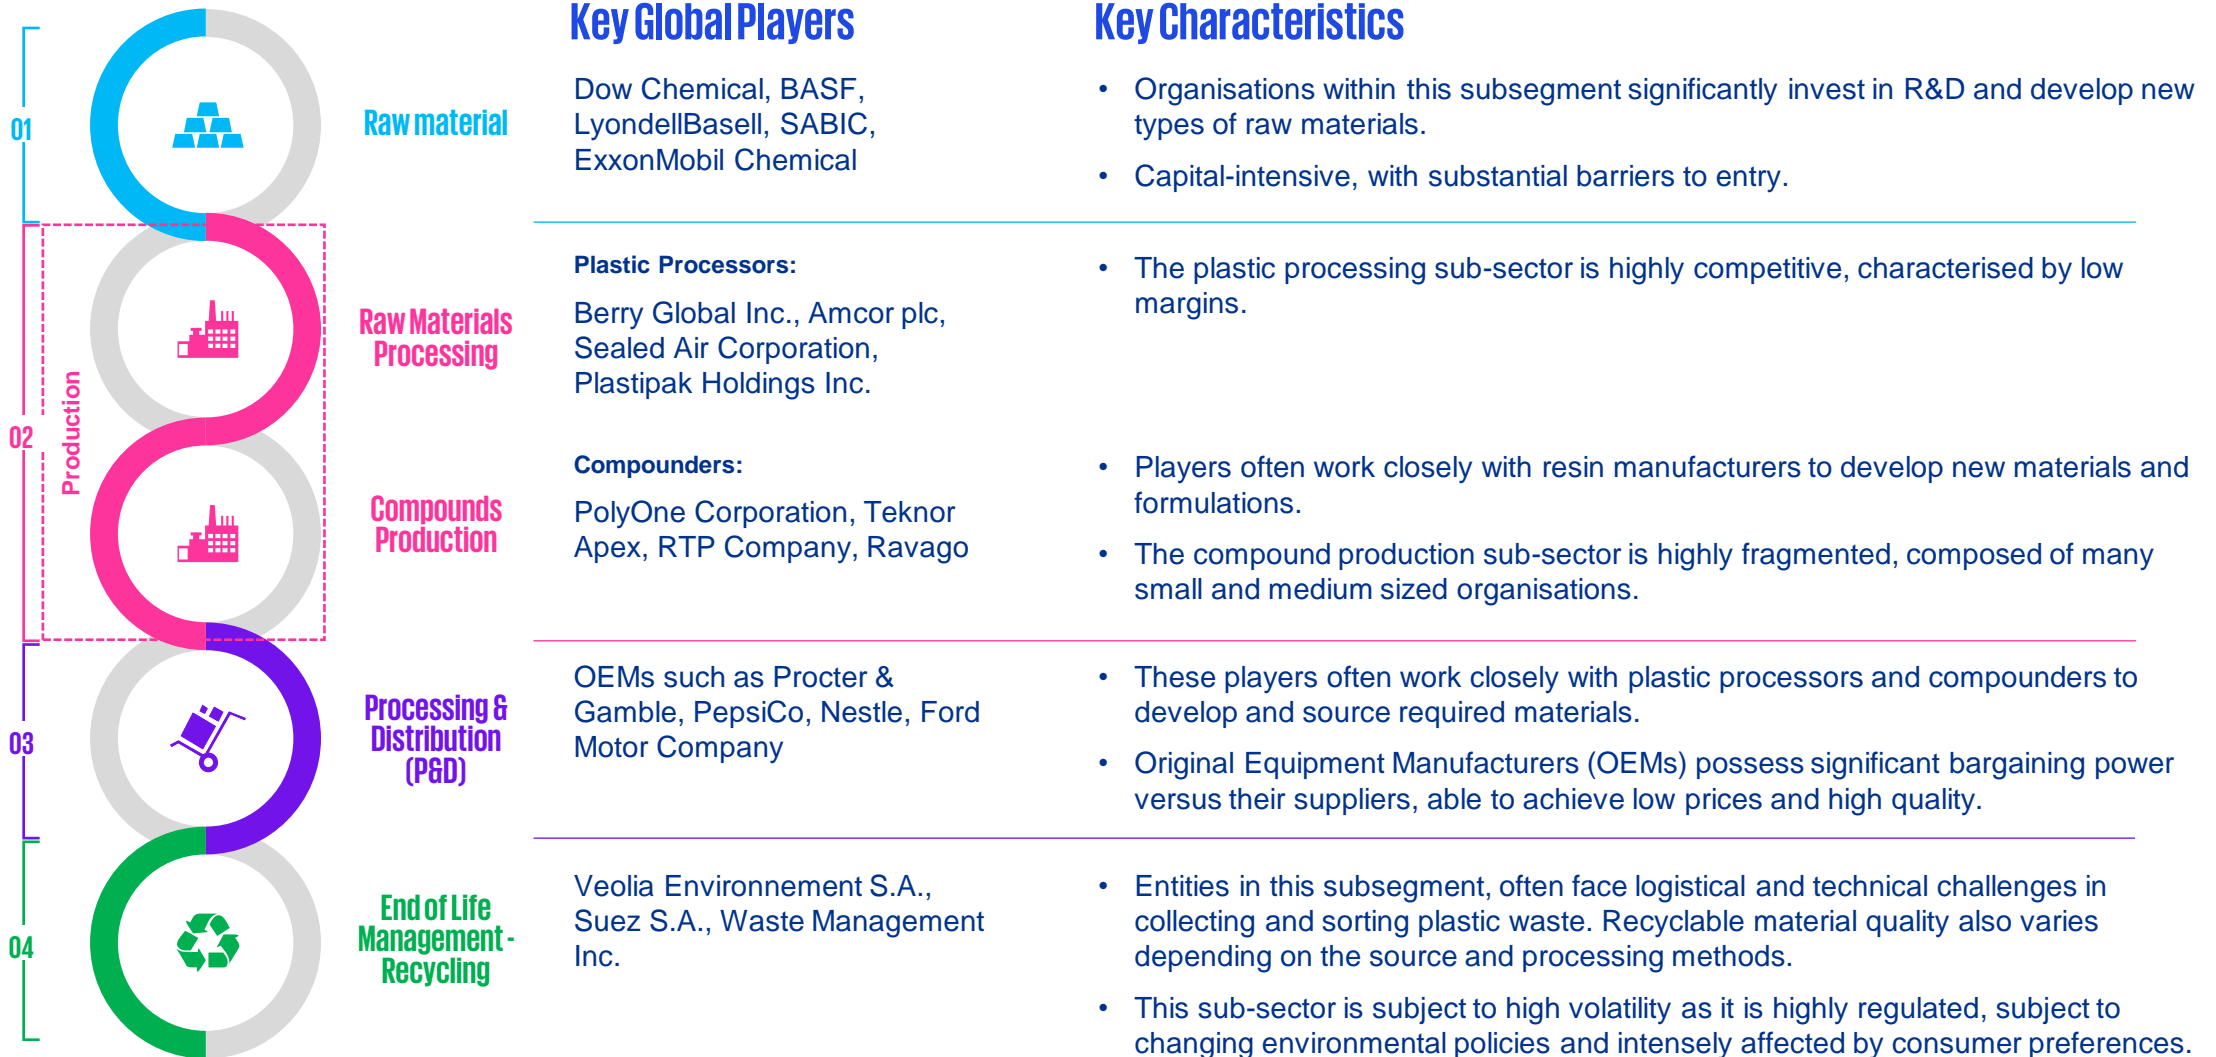 Key Global Players
Key Characteristics
01
Raw material
Dow Chemical, BASF,
LyondellBasell, SABIC,
ExxonMobil Chemical
• Organisations within this subsegment significantly invest in R&D and develop new
types of raw materials.
• Capital-intensive, with substantial barriers to entry.
02
Production
Raw Materials
Processing
Plastic Processors:
Berry Global Inc., Amcor plc,
Sealed Air Corporation,
Plastipak Holdings Inc.
• The plastic processing sub-sector is highly competitive, characterised by low
margins.
Compounds
Production
Compounders:
PolyOne Corporation, Teknor
Apex, RTP Company, Ravago
• Players often work closely with resin manufacturers to develop new materials and
formulations.
• The compound production sub-sector is highly fragmented, composed of many
small and medium sized organisations.
03
Processing &
Distribution
(P&D)
OEMs such as Procter &
Gamble, PepsiCo, Nestle, Ford
Motor Company
• These players often work closely with plastic processors and compounders to
develop and source required materials.
• Original Equipment Manufacturers (OEMs) possess significant bargaining power
versus their suppliers, able to achieve low prices and high quality.
04
End of Life
Management -
Recycling
Veolia Environnement S.A.,
Suez S.A., Waste Management
Inc.
• Entities in this subsegment, often face logistical and technical challenges in
collecting and sorting plastic waste. Recyclable material quality also varies
depending on the source and processing methods.
• This sub-sector is subject to high volatility as it is highly regulated, subject to
changing environmental policies and intensely affected by consumer preferences.